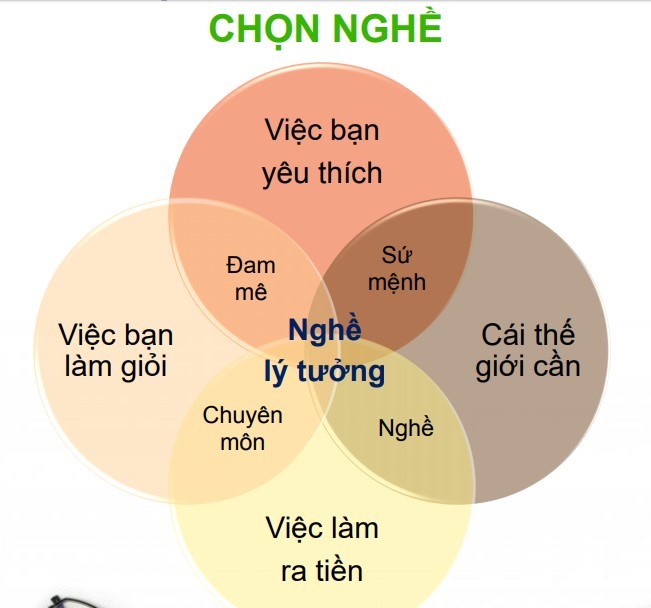 CHỌN NGHỀ
Việc bạn
yêu thích
Đam
mê
Sứ
mệnh
Việc bạn
làm giỏi
Nghề
lý tưởng
Cái thế
giới cần
Chuyên
môn
Nghề
Việc làm
ra tiền